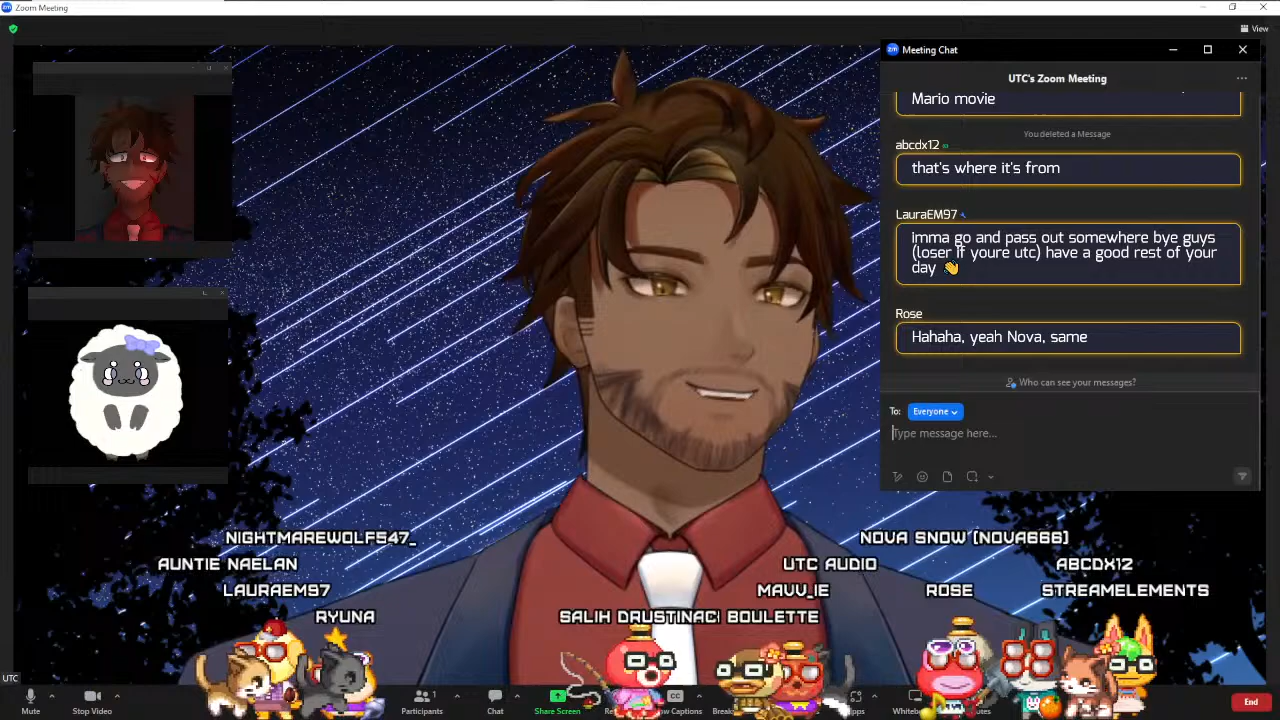 Zoom Meeting
View
Meeting Chat
UTC's Zoom Meeting
Mario movie
You deleted a Message
abcdx12
that's where it's from
LauraEM97
imma go and pass out somewhere bye guys
(loser if youre utc) have a good rest of your
day 👋
Rose
Hahaha, yeah Nova, same
Who can see your messages?
To: Everyone
Type message here...
NIGHTMAREWOLF547_
NOVA SNOW [NOVA666]
AUNTIE NAELAN
UTC AUDIO
ABCDX12
LAURAEM97
MAVV_IE
ROSE
STREAMELEMENTS
RYUNA
SALIH DRUSTINAC
BOULETTE
UTC
1
Mute
Stop Video
Participants
Chat
Share Screen
End